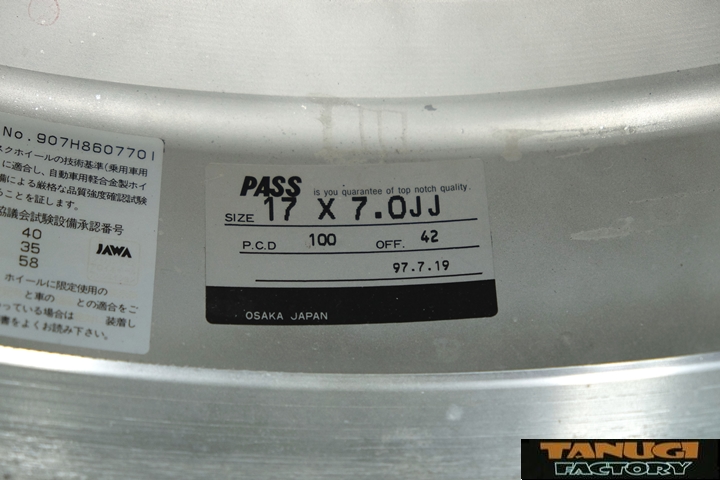 No. 907H8607701
スクホイールの技術基準(乗用車用
に適合し、自動車用軽合金製ホイ
備による厳格な品質強度確認試験
ることを証します。
協議会試験設備承認番号
40
35
58
JAWA
ホイールに限定使用の
と車の との適合をご
っている場合は 装着し
書をよくお読み下さい。
PASS is you quarantee of top notch quality.
SIZE 17 X 7.0JJ
P.C.D 100 OFF. 42
97.7.19
OSAKA JAPAN
TANUGI
FACTORY